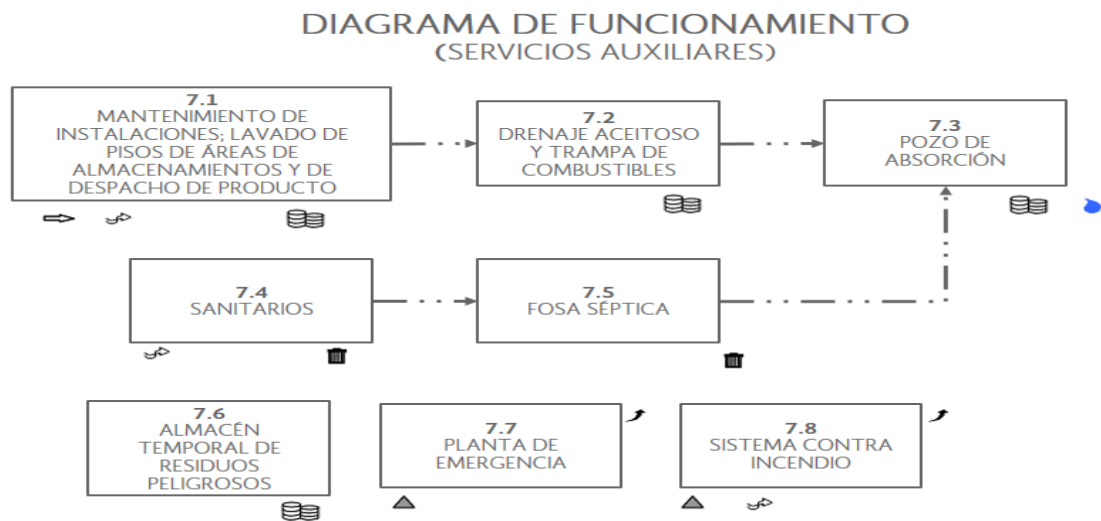 DIAGRAMA DE FUNCIONAMIENTO
(SERVICIOS AUXILIARES)
7.1
MANTENIMIENTO DE
INSTALACIONES; LAVADO DE
PISOS DE ÁREAS DE
ALMACENAMIENTOS Y DE
DESPACHO DE PRODUCTO
7.2
DRENAJE ACEITOSO
Y TRAMPA DE
COMBUSTIBLES
7.3
POZO DE
ABSORCIÓN
7.4
SANITARIOS
7.5
FOSA SÉPTICA
7.6
ALMACÉN
TEMPORAL DE
RESIDUOS
PELIGROSOS
7.7
PLANTA DE
EMERGENCIA
7.8
SISTEMA CONTRA
INCENDIO